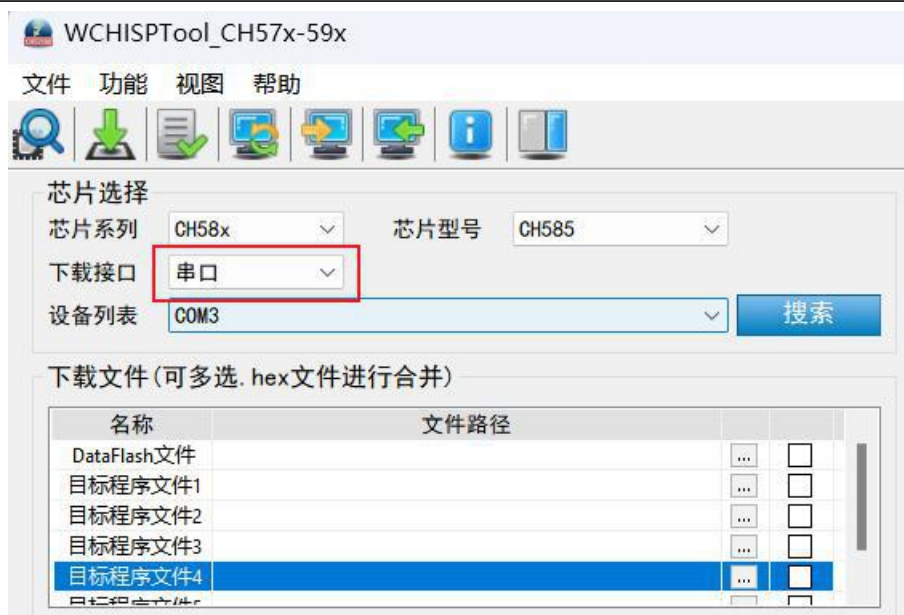 WCHISPTool_CH57x-59x
文件 功能 视图 帮助
芯片选择
芯片系列 CH58x 芯片型号 CH585
下载接口 串口
设备列表 COM3 搜索
下载文件(可多选.hex文件进行合并)
名称 文件路径
DataFlash文件 ...
目标程序文件1 ...
目标程序文件2 ...
目标程序文件3 ...
目标程序文件4 ...